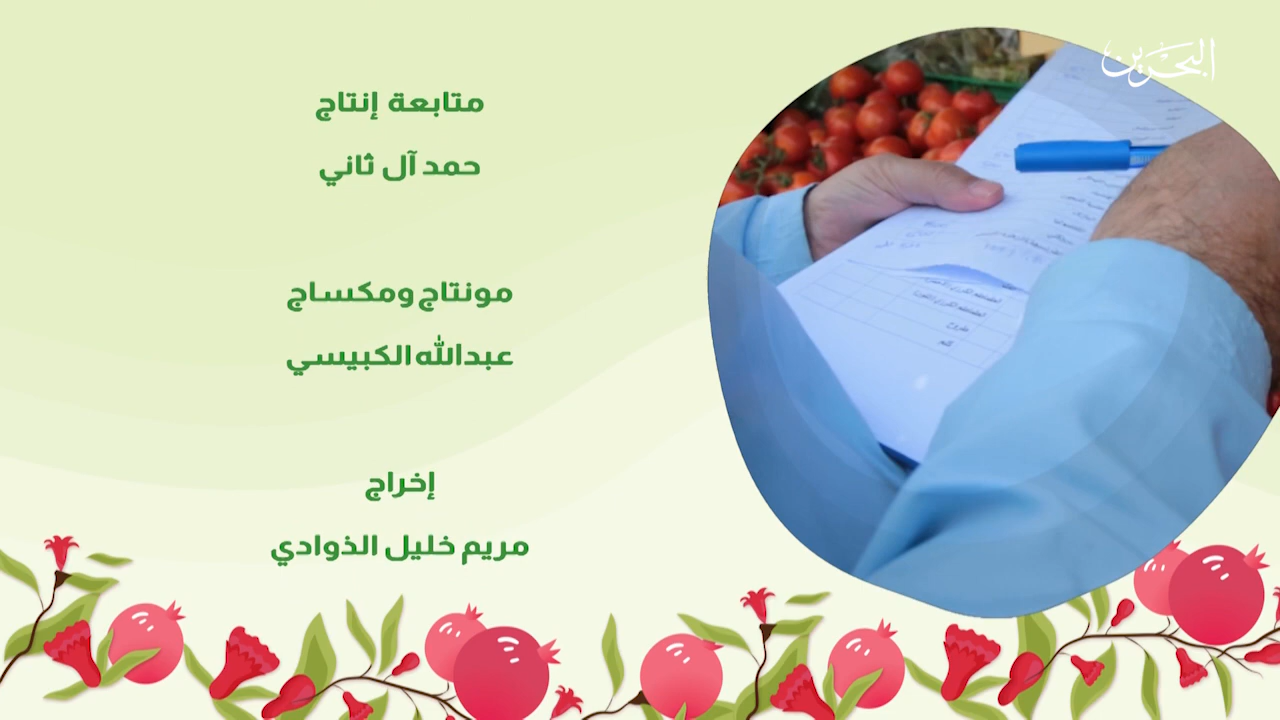 البحرين
متابعة إنتاج
حمد آل ثاني
مونتاج ومكساج
عبدالله الكبيسي
إخراج
مريم خليل الذوادي